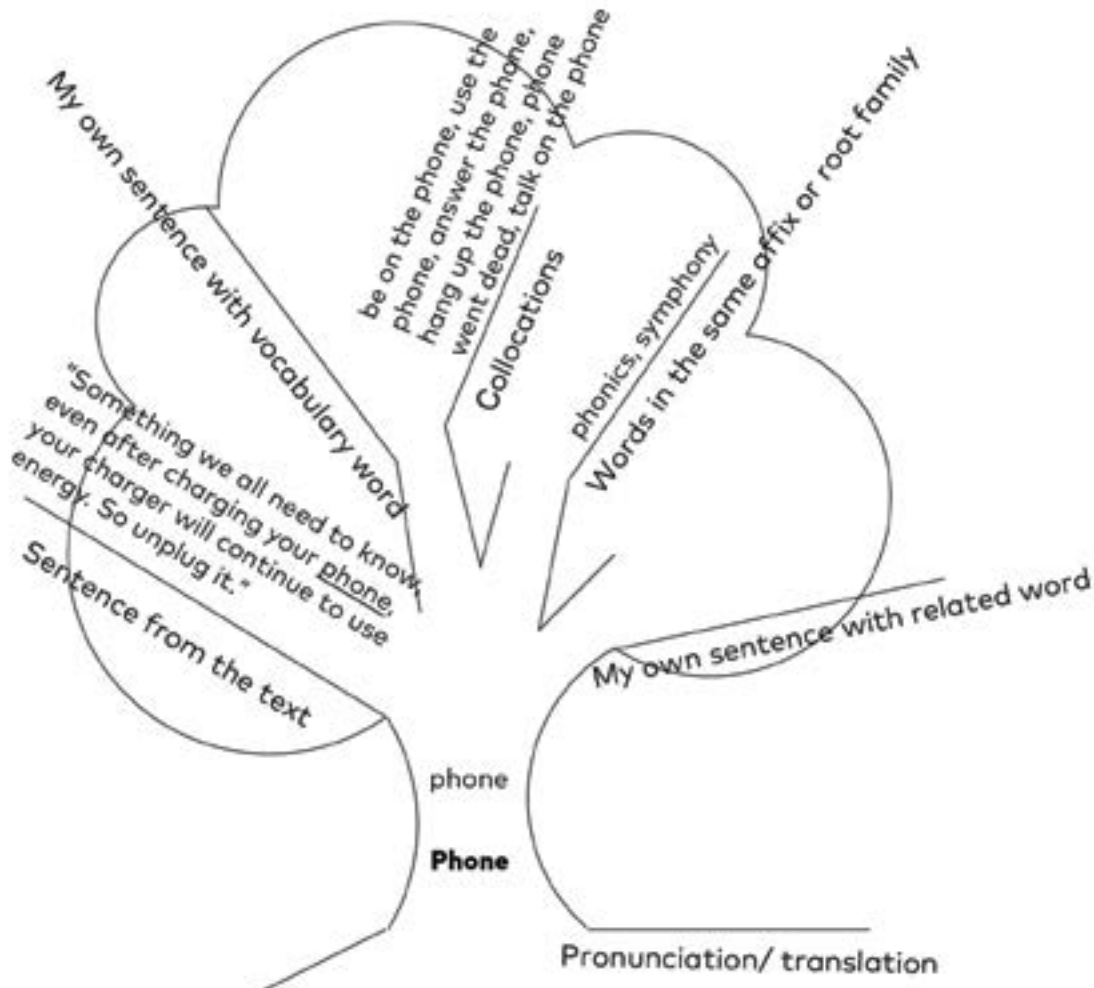 My own sentence with vocabulary word
be on the phone, use the
phone, answer the phone,
hang up the phone, phone
went dead, talk on the phone
Collocations
phonics, symphony
Words in the same affix or root family
"Something we all need to know,
even after charging your phone,
your charger will continue to use
energy. So unplug it."
Sentence from the text
My own sentence with related word
phone
Phone
Pronunciation/ translation